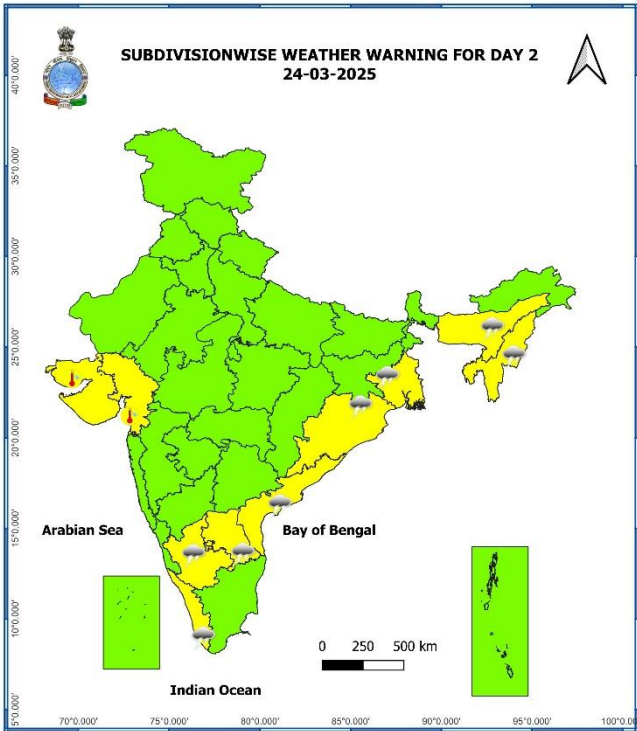 SUBDIVISIONWISE WEATHER WARNING FOR DAY 2
24-03-2025
40°0.000'
35°0.000'
30°0.000'
25°0.000'
20°0.000'
15°0.000'
10°0.000'
5°0.000'
Arabian Sea
Bay of Bengal
0 250 500 km
Indian Ocean
70°0.000' 75°0.000' 80°0.000' 85°0.000' 90°0.000' 95°0.000' 100°0.0